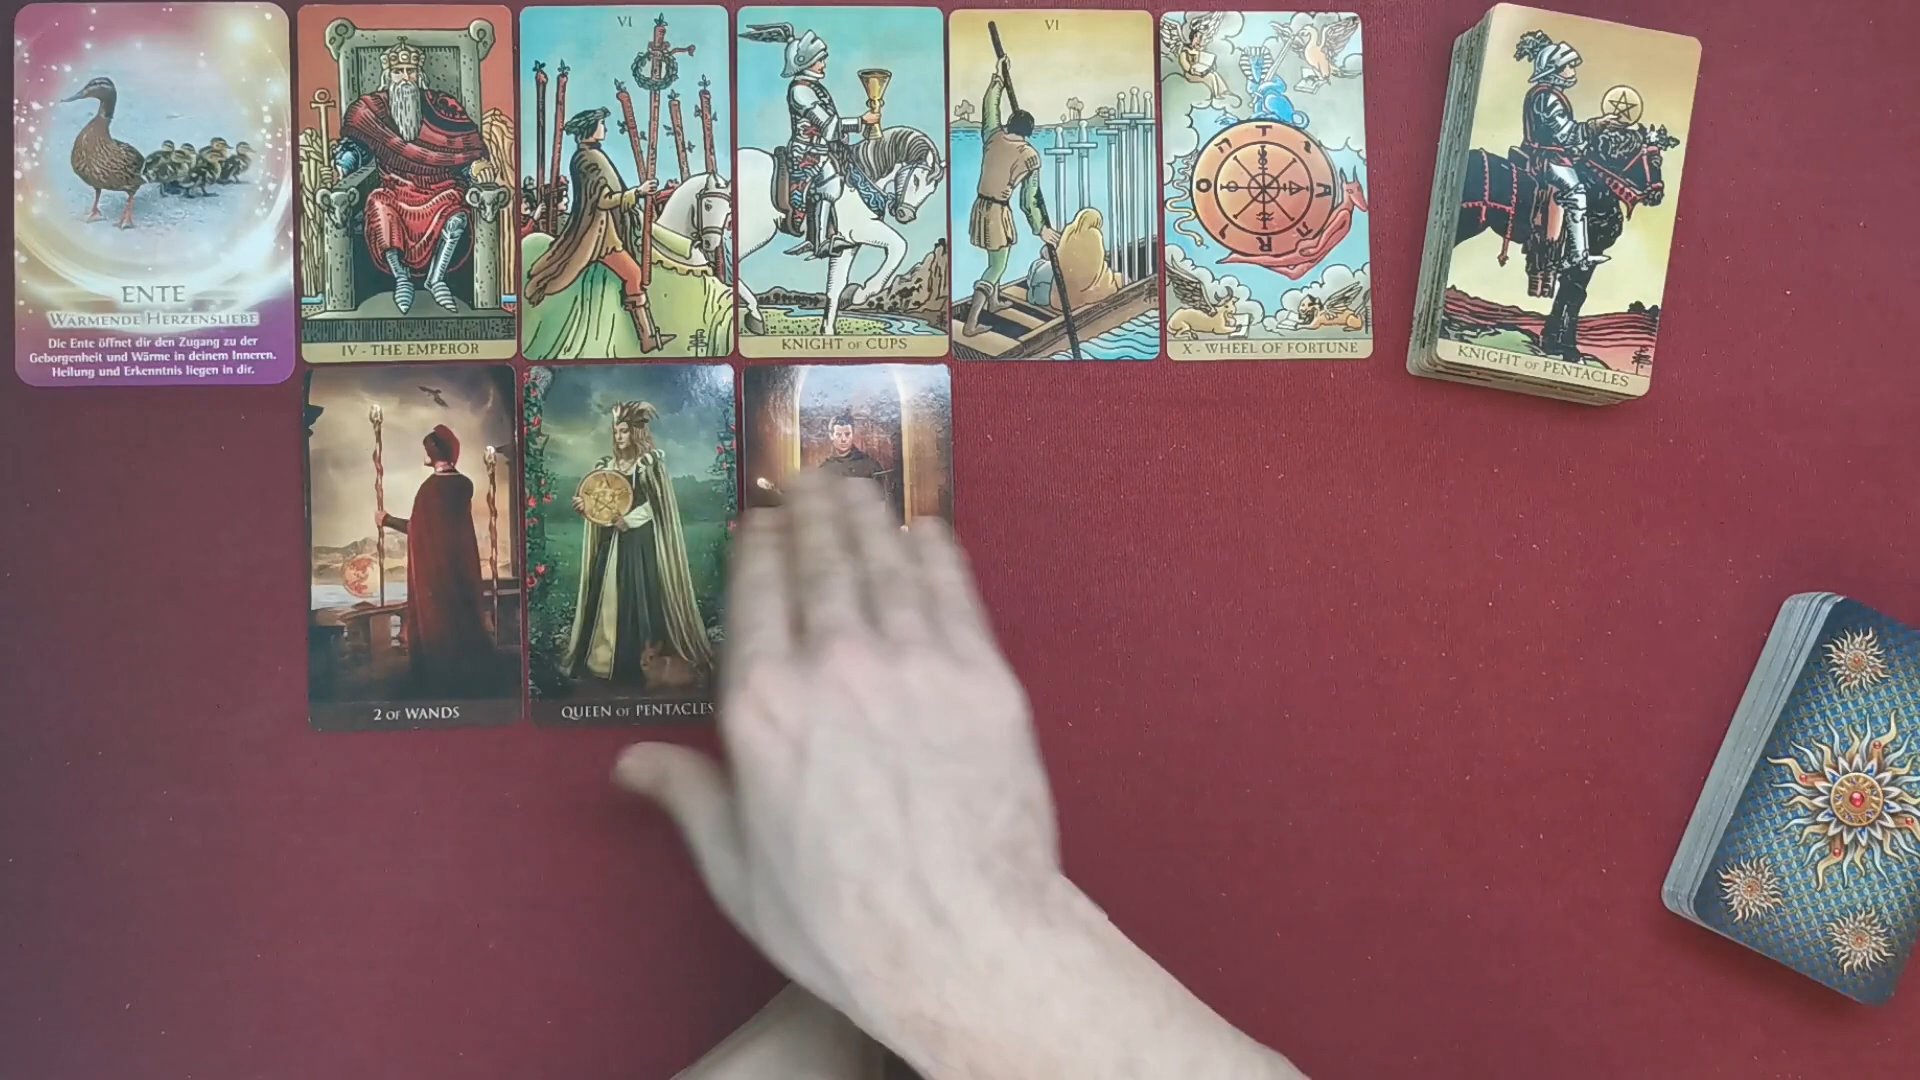 ENTE
WÄRMENDE HERZENSLIEBE
Die Ente öffnet dir den Zugang zu der
Geborgenheit und Wärme in deinem Inneren.
Heilung und Erkenntnis liegen in dir.
IV - THE EMPEROR
VI
KNIGHT OF CUPS
VI
T
A
R
O
X - WHEEL OF FORTUNE
KNIGHT OF PENTACLES
2 OF WANDS
QUEEN OF PENTACLES